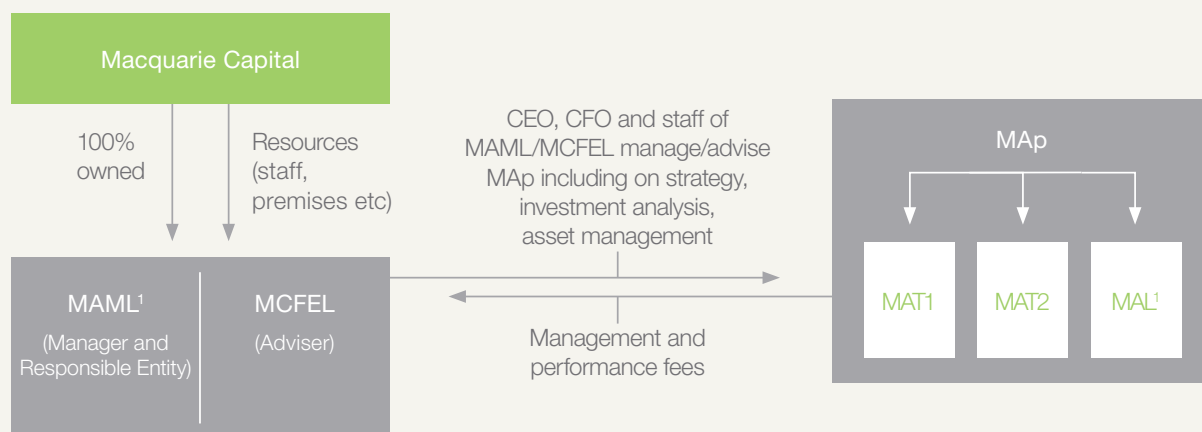 Macquarie Capital
100%
owned
Resources
(staff,
premises etc)
CEO, CFO and staff of
MAML/MCFEL manage/advise
MAp including on strategy,
investment analysis,
asset management
MAp
MAML¹
(Manager and
Responsible Entity)
MCFEL
(Adviser)
MAT1
MAT2
MAL¹
Management and
performance fees